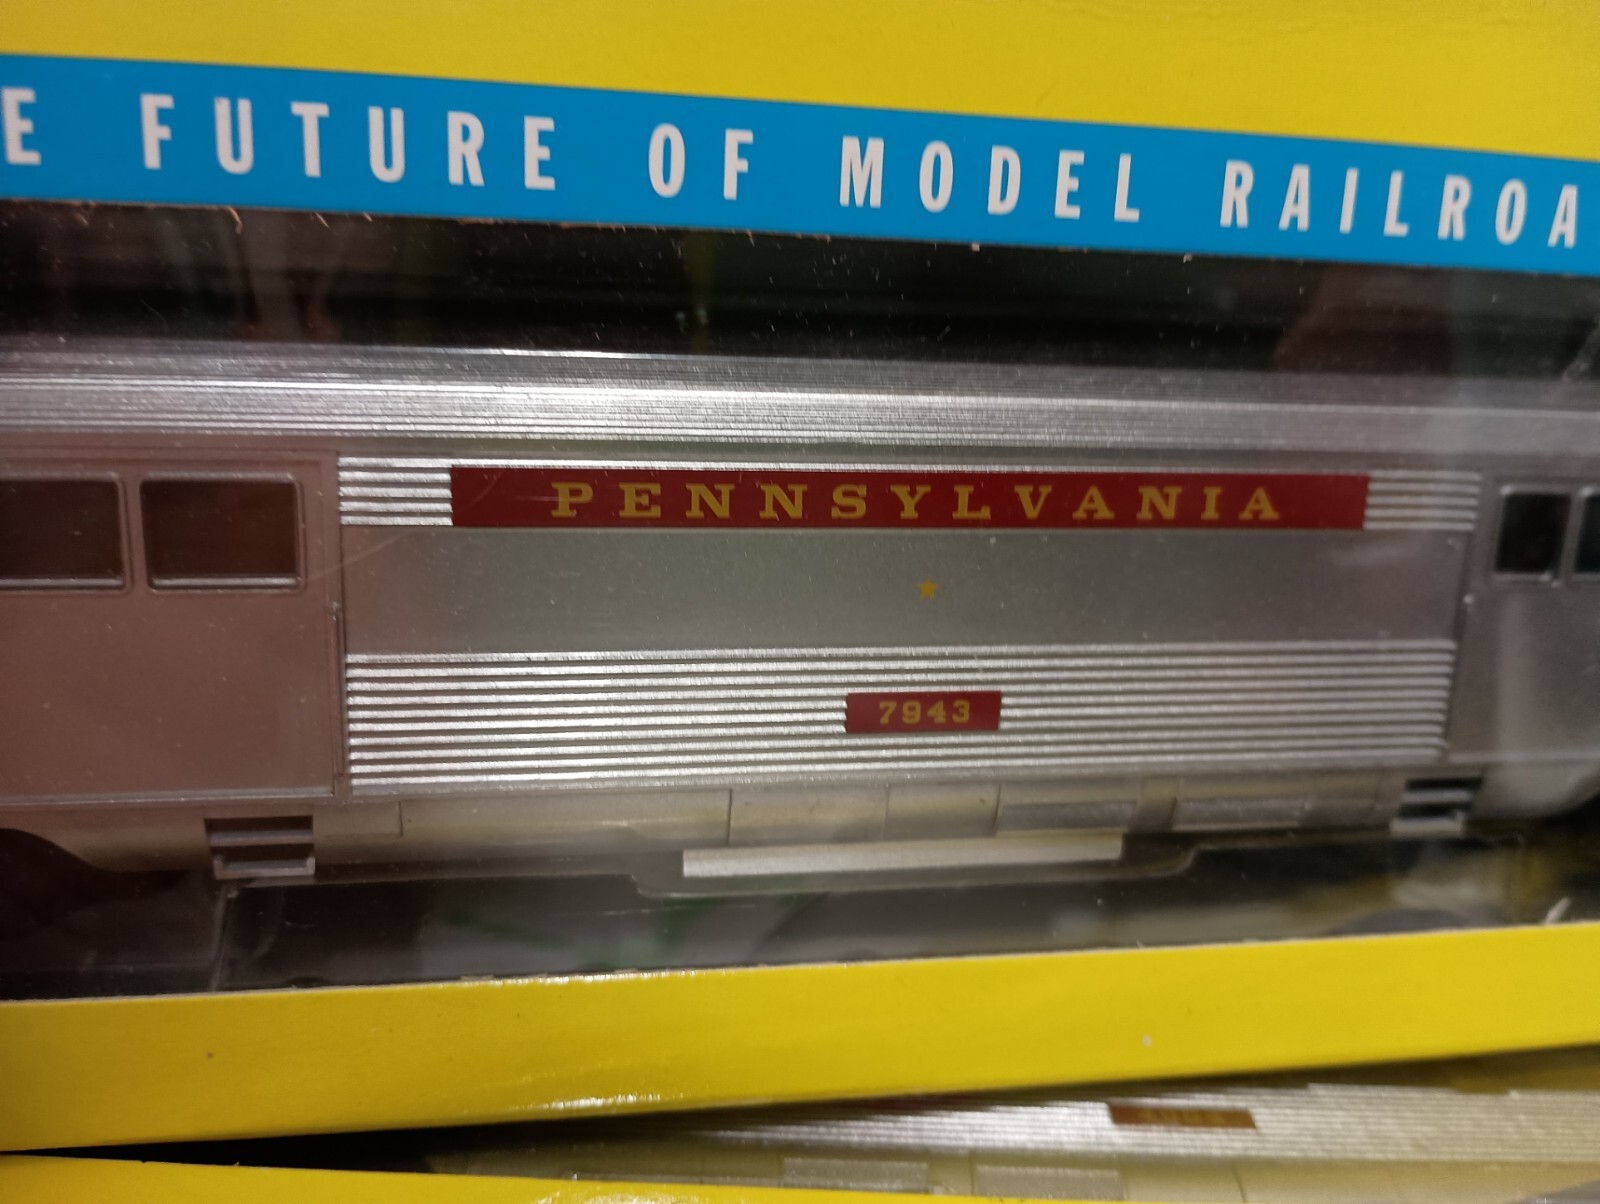 E FUTURE OF MODEL RAILROA
PENNSYLVANIA
7943